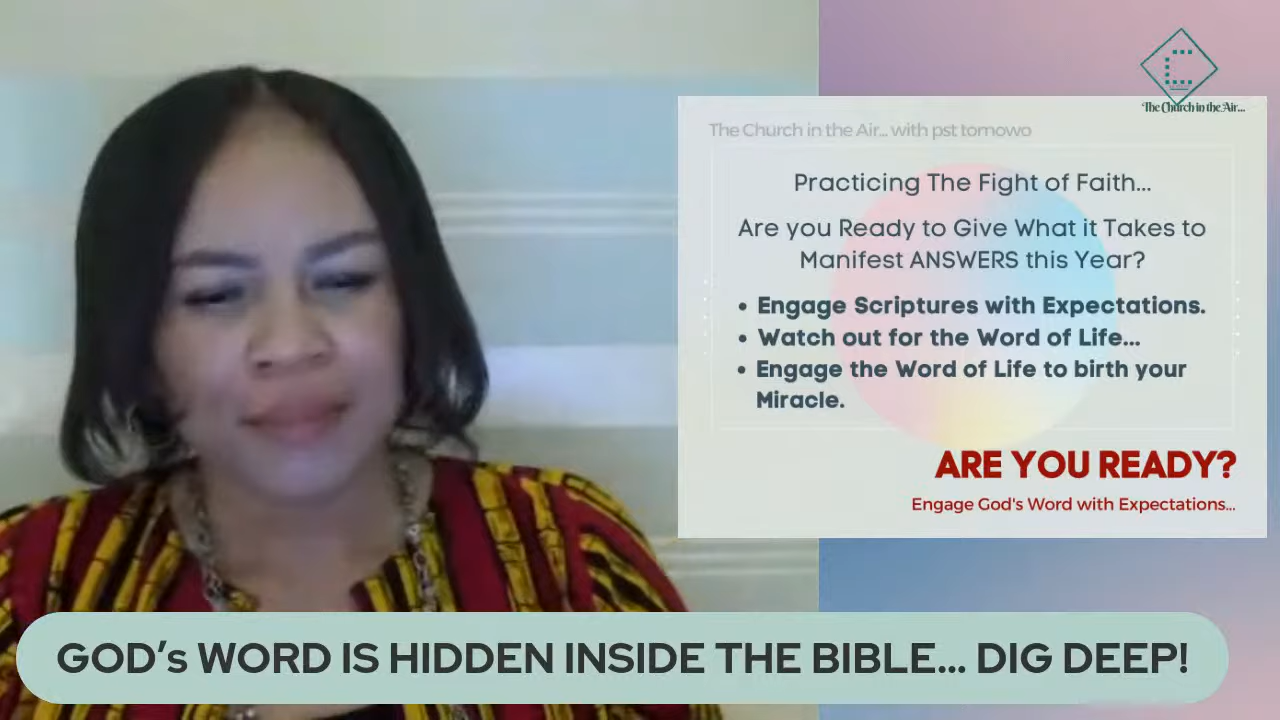 The Church in the Air...
The Church in the Air... with pst tomowo
Practicing The Fight of Faith...
Are you Ready to Give What it Takes to
Manifest ANSWERS this Year?
• Engage Scriptures with Expectations.
• Watch out for the Word of Life...
• Engage the Word of Life to birth your
Miracle.
ARE YOU READY?
Engage God's Word with Expectations...
GOD's WORD IS HIDDEN INSIDE THE BIBLE... DIG DEEP!